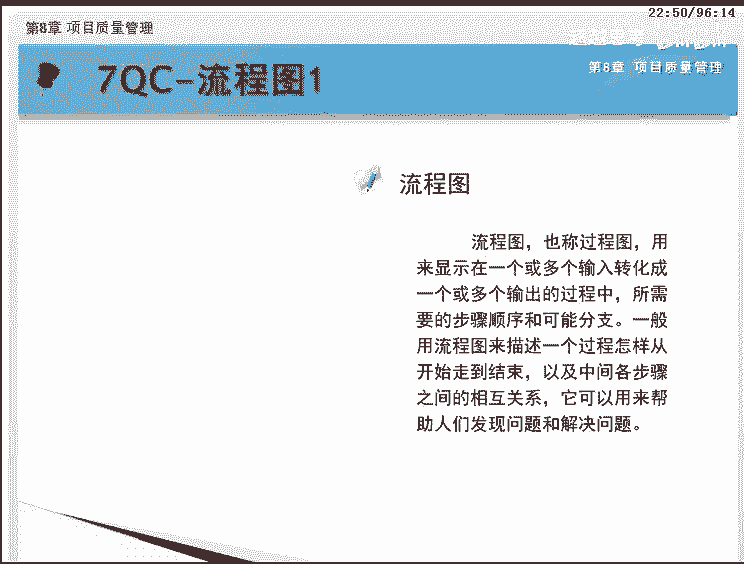 22:50/96:14
第8章 项目质量管理
第8章 项目质量管理
7QC-流程图1
流程图
流程图，也称过程图，用
来显示在一个或多个输入转化成
一个或多个输出的过程中，所需
要的步骤顺序和可能分支。一般
用流程图来描述一个过程怎样从
开始走到结束，以及中间各步骤
之间的相互关系，它可以用来帮
助人们发现问题和解决问题。